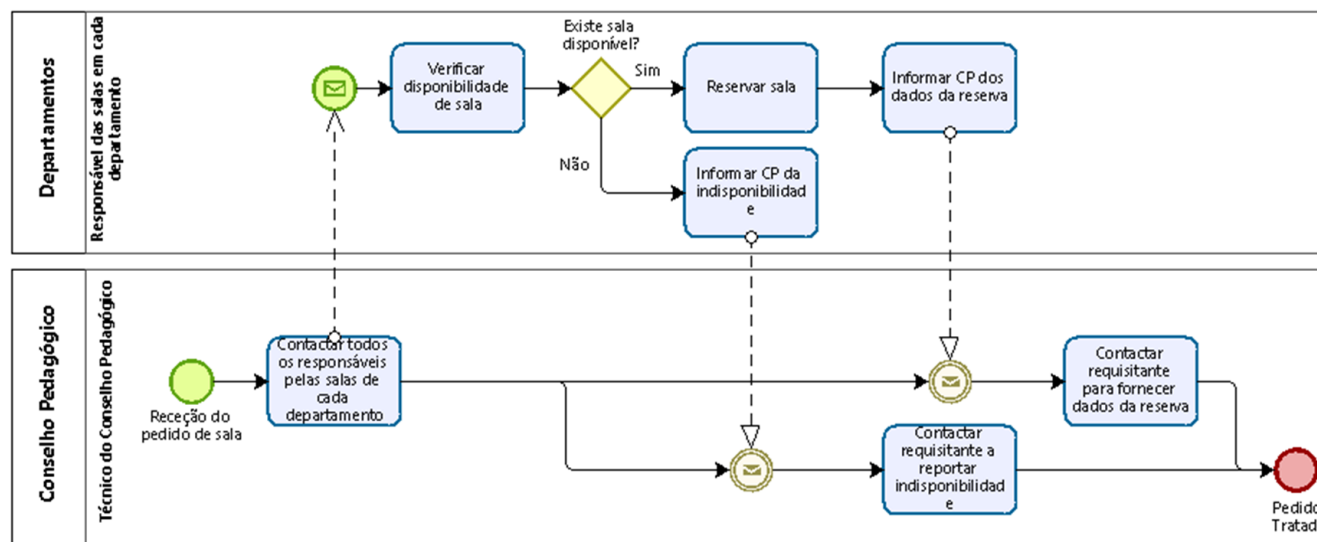 Departamentos
Responsável das salas em cada
departamento
Existe sala
disponível?
Verificar
disponibilidade
de sala
Sim
Reservar sala
Informar CP dos
dados da reserva
Não
Informar CP da
indisponibilidad
e
Conselho Pedagógico
Técnico do Conselho Pedagógico
Receção do
pedido de sala
Contactar todos
os responsáveis
pelas salas de
cada
departamento
Contactar
requisitante
para fornecer
dados da reserva
Contactar
requisitante a
reportar
indisponibilidad
e
Pedido
Tratad